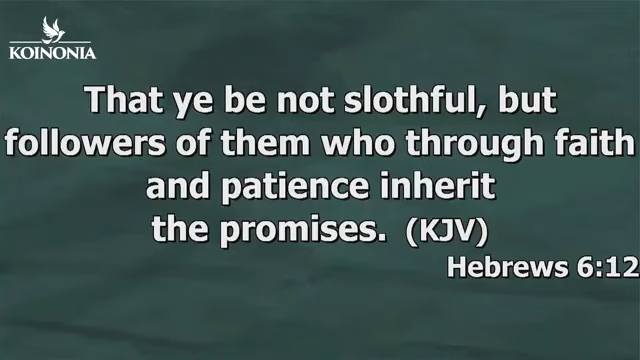 KOINONIA
That ye be not slothful, but
followers of them who through faith
and patience inherit
the promises. (KJV)
Hebrews 6:12